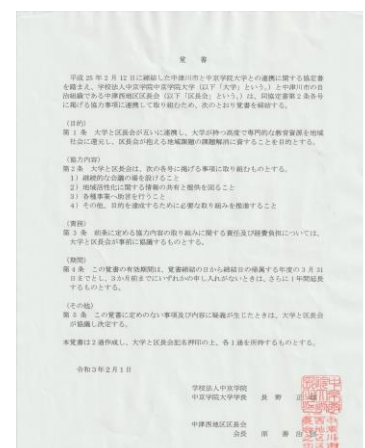 覚　書
平成 25 年 2 月 12 日に締結した中津川市と中京学院大学との連携に関する協定書
を踏まえ、学校法人中京学院中京学院大学（以下「大学」という。）と中津川市の自
治組織である中津西地区区長会（以下「区長会」という。）は、同協定書第 2 条各号
に掲げる協力事項に連携して取り組むため、次のとおり覚書を締結する。
（目的）
第 1 条　大学と区長会が互いに連携し、大学が持つ高度で専門的な教育資源を地域
社会に還元し、区長会が抱える地域課題の課題解消に資することを目的とする。
（協力内容）
第 2 条　大学と区長会は、次の各号に掲げる事項に取り組むものとする。
1）継続的な会議の場を設けること
2）地域活性化に関する情報の共有と提供を図ること
3）各種事業へ助言を行うこと
4）その他、目的を達成するために必要な取り組みを推進すること
（責務）
第 3 条　前条に定める協力内容の取り組みに関する責任及び経費負担については、
大学と区長会が事前に協議するものとする。
（期間）
第 4 条　この覚書の有効期間は、覚書締結の日から締結日の帰属する年度の 3 月 31
日までとし、3 か月前までにいずれかの申し入れがないときは、さらに 1 年間延長
するものとする。
（その他）
第 5 条　この覚書に定めのない事項及び内容に疑義が生じたときは、大学と区長会
が協議し決定する。
本覚書は 2 通作成し、大学と区長会記名押印の上、各 1 通を所持するものとする。
令和 3 年 2 月 1 日
学校法人中京学院
中京学院大学学長　長 野　正
中津西地区区長会
会長　原　善 治